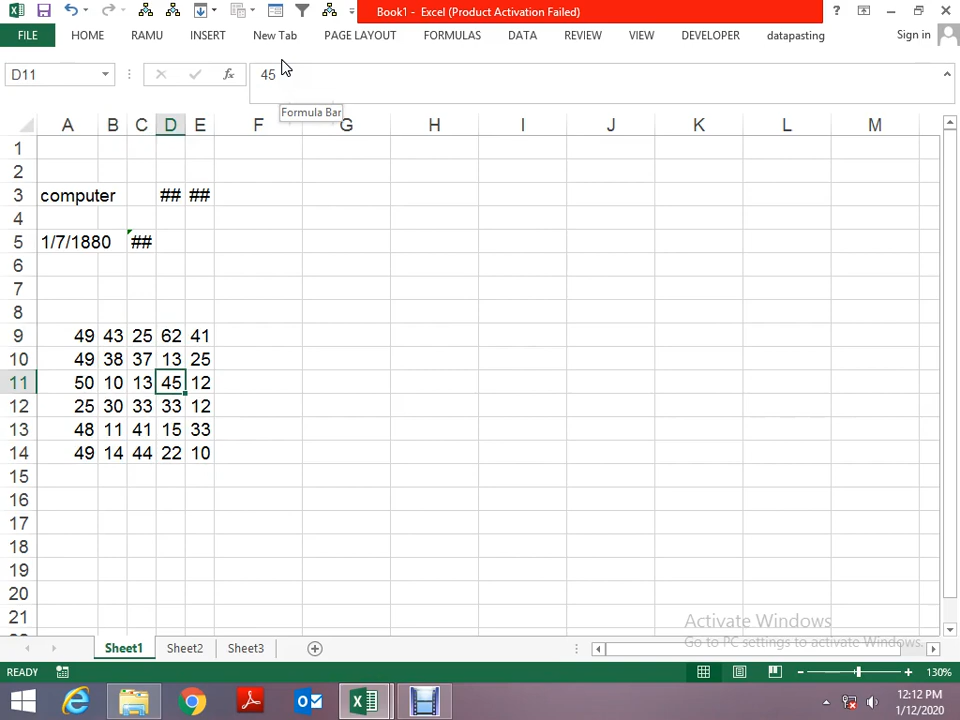 Book1 - Excel (Product Activation Failed)
FILE HOME RAMU INSERT New Tab PAGE LAYOUT FORMULAS DATA REVIEW VIEW DEVELOPER datapasting Sign in
D11 fx 45
Formula Bar
A B C D E F G H I J K L M
1
2
3 computer ## ##
4
5 1/7/1880 ##
6
7
8
9 49 43 25 62 41
10 49 38 37 13 25
11 50 10 13 45 12
12 25 30 33 33 12
13 48 11 41 15 33
14 49 14 44 22 10
15
16
17
18
19
20
21
Activate Windows
Go to PC settings to activate Windows.
Sheet1 Sheet2 Sheet3
READY 130%
12:12 PM
1/12/2020